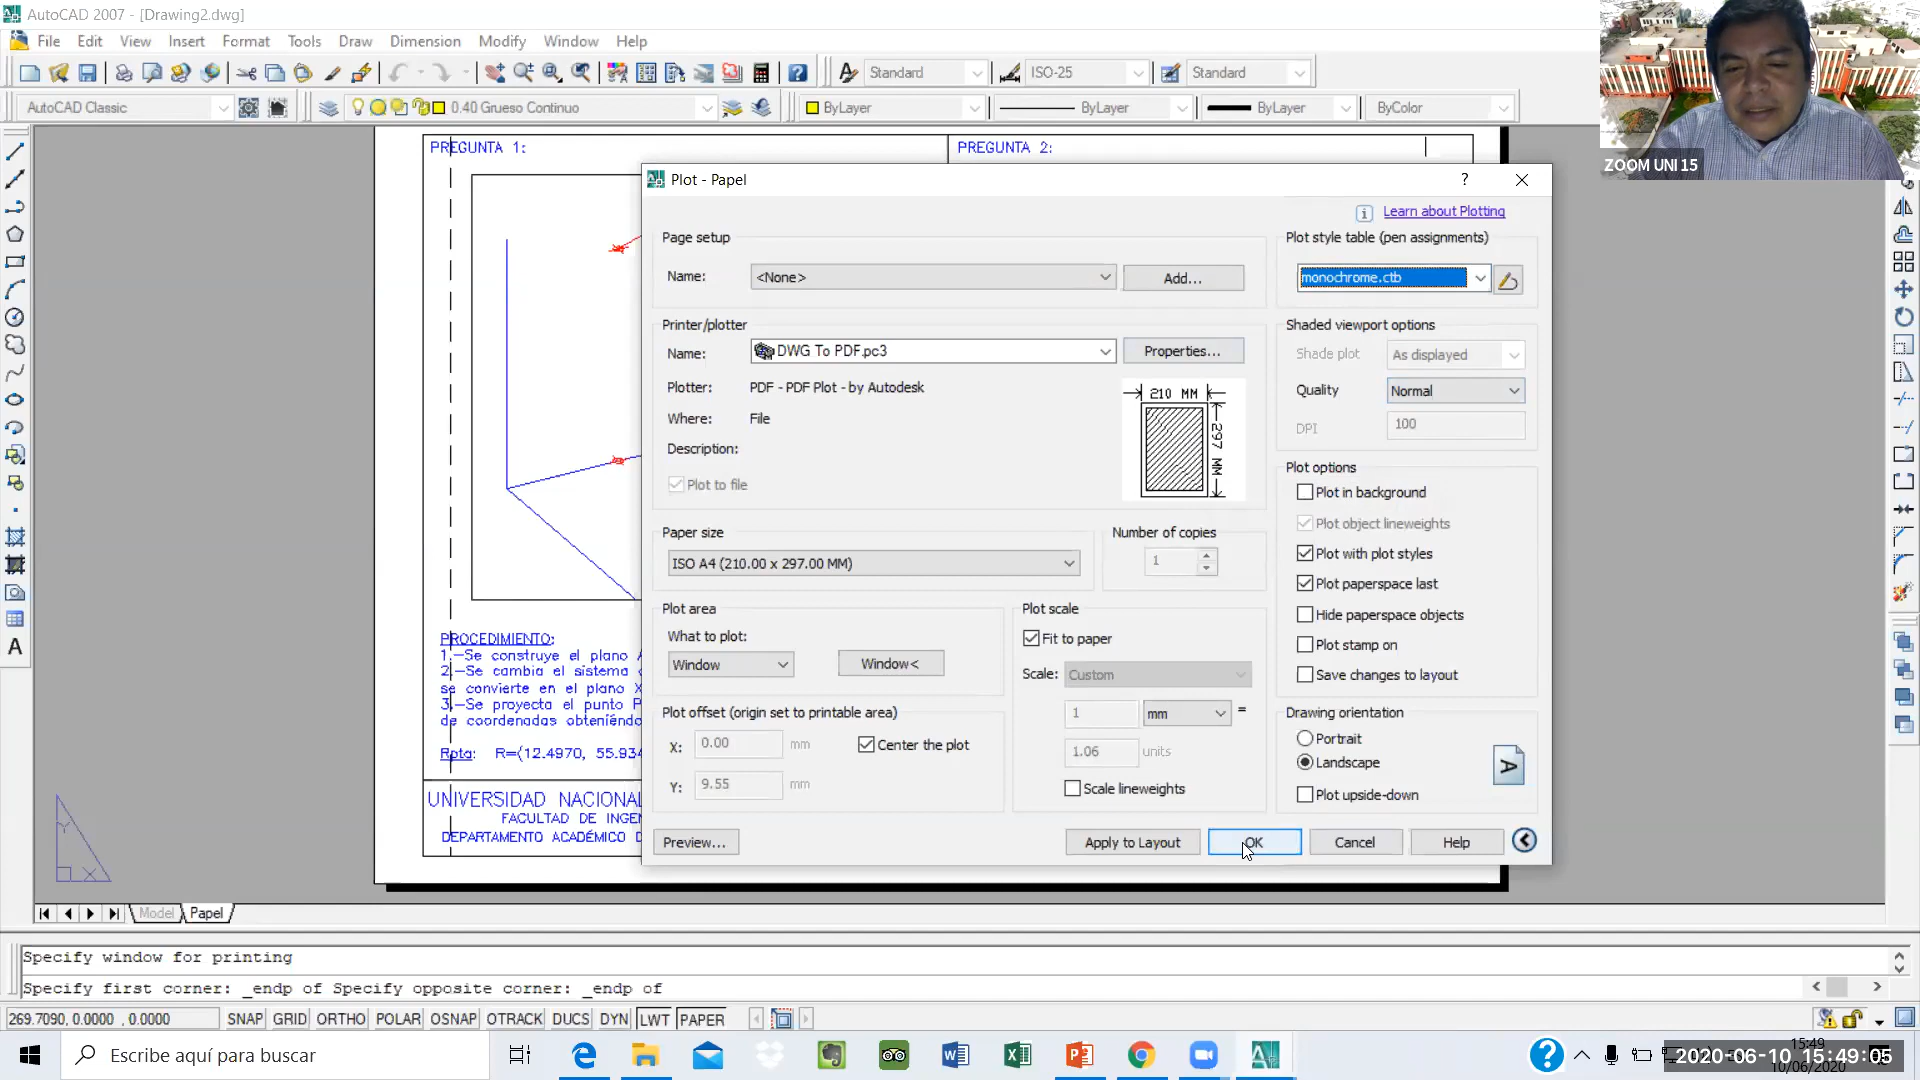 AutoCAD 2007 - [Drawing2.dwg]
File Edit View Insert Format Tools Draw Dimension Modify Window Help
Standard ISO-25 Standard
AutoCAD Classic 0.40 Grueso Continuo ByLayer ByLayer ByLayer ByColor
ZOOM UNI 15
PREGUNTA 1: PREGUNTA 2:
Plot - Papel ?
Learn about Plotting
Page setup
Name: <None> Add...
Plot style table (pen assignments)
monochrome.ctb
Printer/plotter
Name: DWG To PDF.pc3 Properties...
Plotter: PDF - PDF Plot - by Autodesk
Where: File
Description:
Plot to file
210 MM
297 MM
Shaded viewport options
Shade plot As displayed
Quality Normal
DPI 100
Paper size
ISO A4 (210.00 x 297.00 MM)
Number of copies
1
Plot options
Plot in background
Plot object lineweights
Plot with plot styles
Plot paperspace last
Hide paperspace objects
Plot stamp on
Save changes to layout
Plot area
What to plot:
Window Window<
Plot scale
Fit to paper
Scale: Custom
1 mm =
1.06 units
Scale lineweights
Plot offset (origin set to printable area)
X: 0.00 mm Center the plot
Y: 9.55 mm
Drawing orientation
Portrait
Landscape
Plot upside-down
A
Preview... Apply to Layout OK Cancel Help
PROCEDIMIENTO:
1.-Se construye el plano
2.-Se cambia el sistema
se convierte en el plano X
3.-Se proyecta el punto P
de coordenadas obteniéndo
Rpta: R=(12.4970, 55.934
UNIVERSIDAD NACIONAL
FACULTAD DE INGE
DEPARTAMENTO ACADÉMICO D
Y
X
Model Papel
Specify window for printing
Specify first corner: _endp of Specify opposite corner: _endp of
269.7090, 0.0000 , 0.0000 SNAP GRID ORTHO POLAR OSNAP OTRACK DUCS DYN LWT PAPER
Escribe aquí para buscar
15:49
10/06/2020
2020-06-10 15:49:05